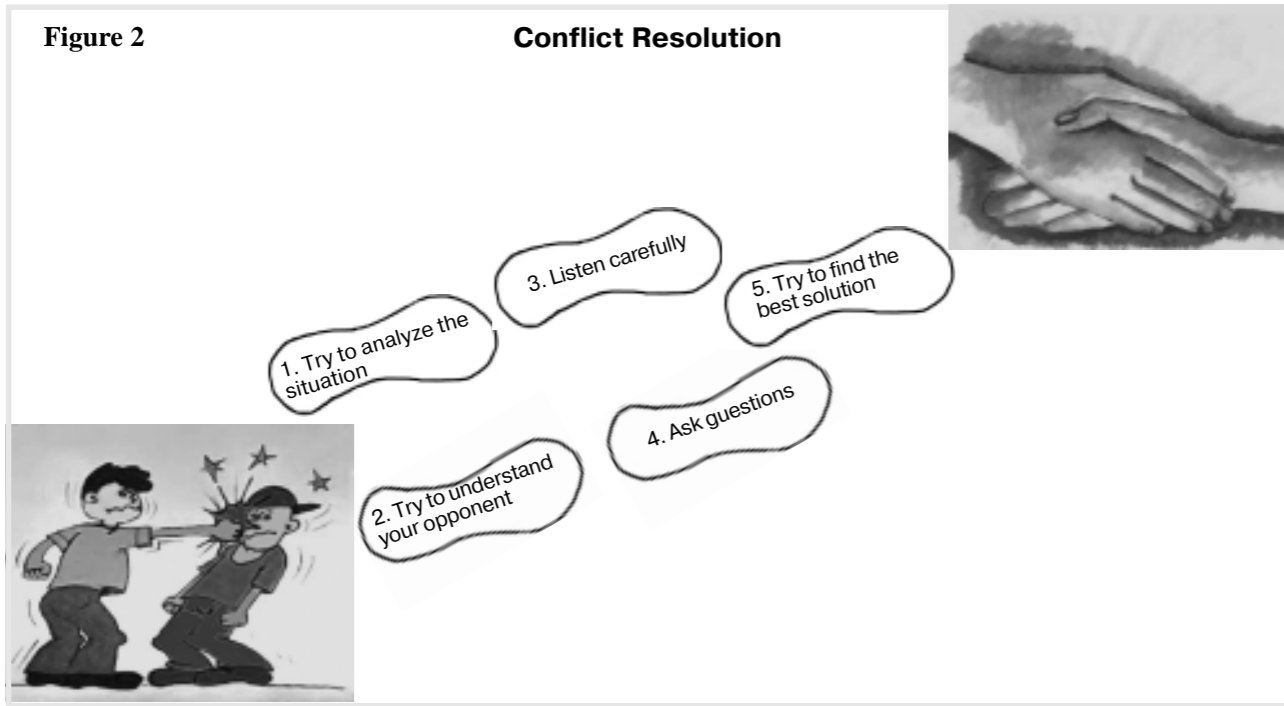 Figure 2
Conflict Resolution
1. Try to analyze the
situation
2. Try to understand
your opponent
3. Listen carefully
4. Ask guestions
5. Try to find the
best solution